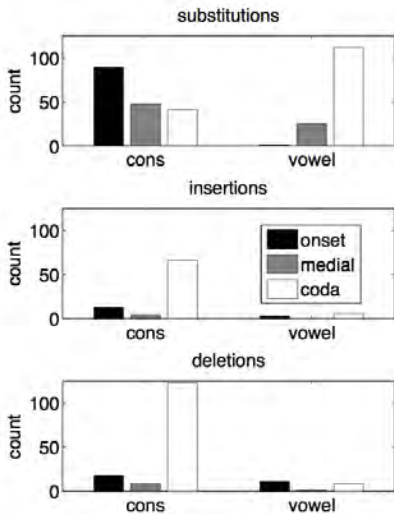 substitutions
100
50
0
count
cons
vowel
insertions
100
50
0
count
onset
medial
coda
cons
vowel
deletions
100
50
0
count
cons
vowel